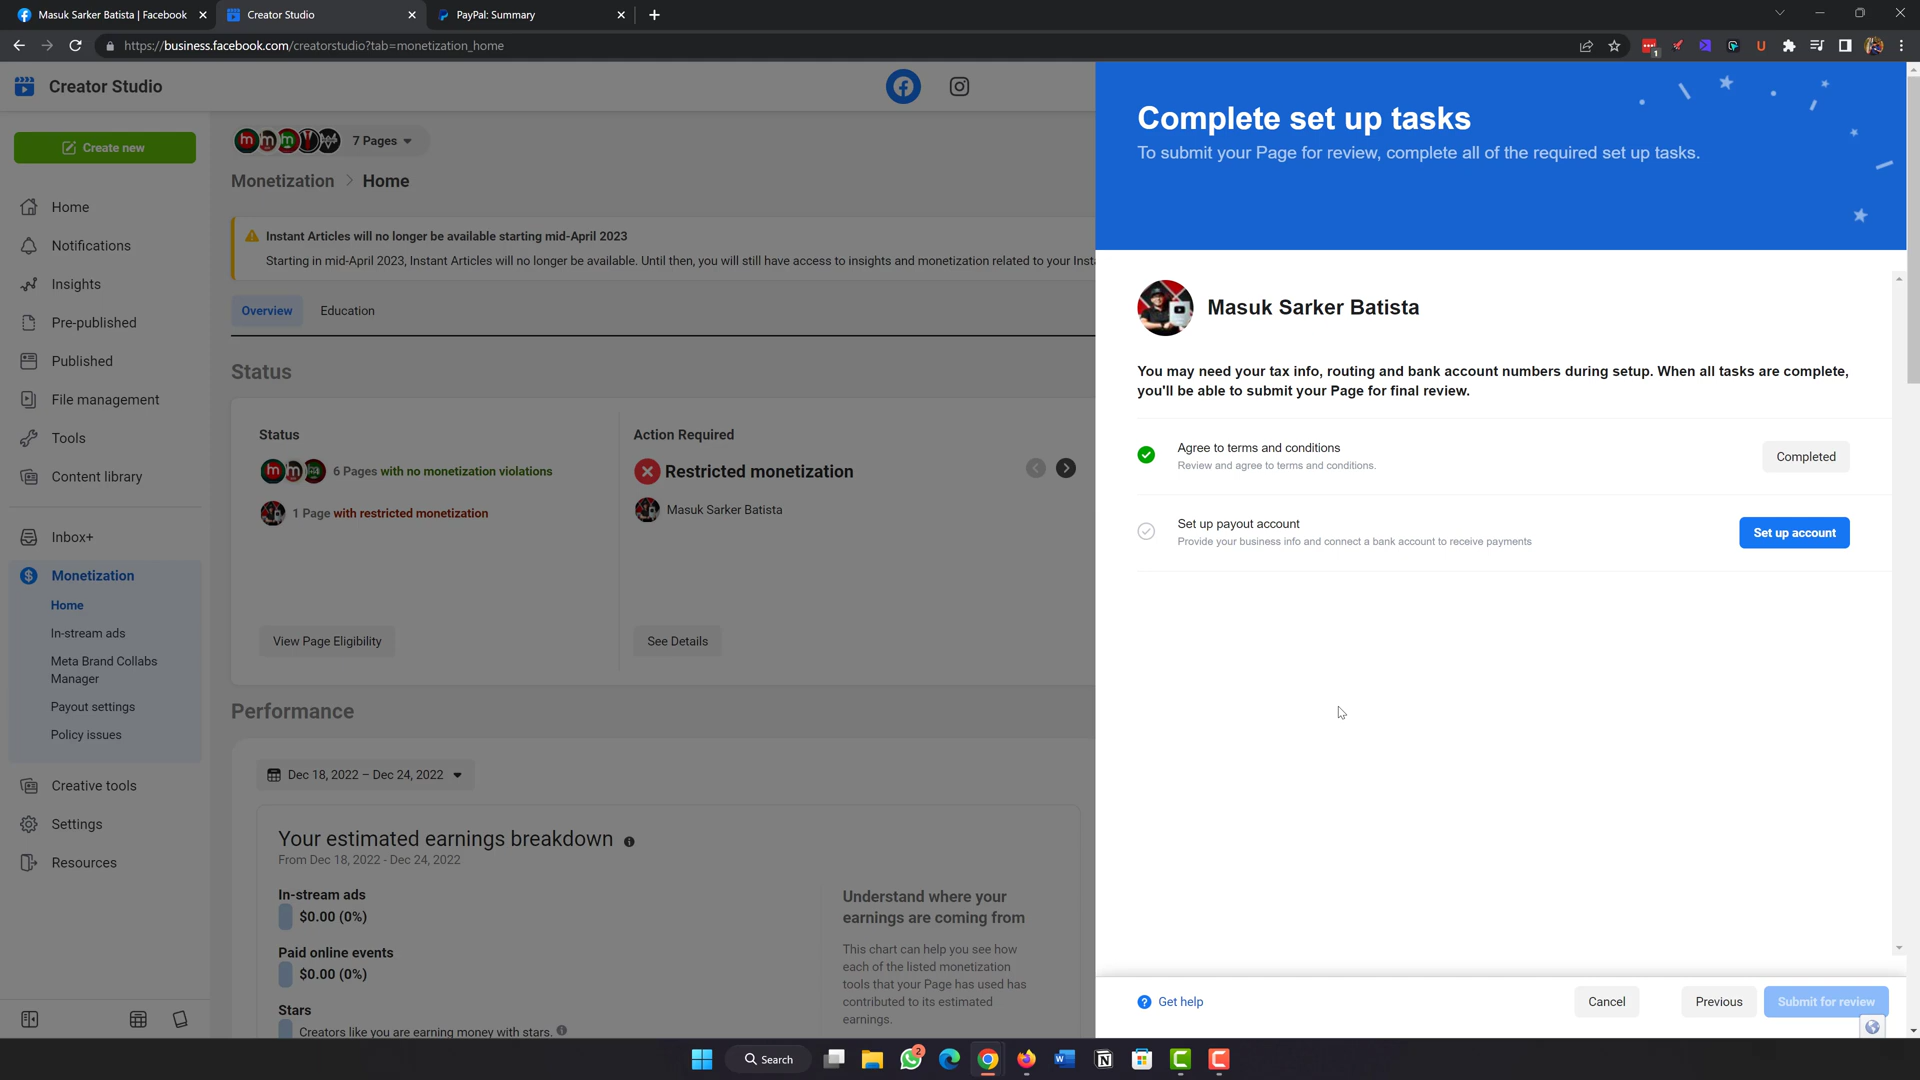 Masuk Sarker Batista | Facebook
Creator Studio
PayPal: Summary
https://business.facebook.com/creatorstudio?tab=monetization_home
1
Creator Studio
Create new
Home
Notifications
Insights
Pre-published
Published
File management
Tools
Content library
Inbox+
Monetization
Home
In-stream ads
Meta Brand Collabs
Manager
Payout settings
Policy issues
Creative tools
Settings
Resources
7 Pages
Monetization > Home
Instant Articles will no longer be available starting mid-April 2023
Starting in mid-April 2023, Instant Articles will no longer be available. Until then, you will still have access to insights and monetization related to your
Overview
Education
Status
Status
6 Pages with no monetization violations
1 Page with restricted monetization
View Page Eligibility
Action Required
Restricted monetization
Masuk Sarker Batista
See Details
Performance
Dec 18, 2022 – Dec 24, 2022
Your estimated earnings breakdown
From Dec 18, 2022 - Dec 24, 2022
In-stream ads
$0.00 (0%)
Paid online events
$0.00 (0%)
Stars
Creators like you are earning money with stars.
Understand where your
earnings are coming from
This chart can help you see how
each of the listed monetization
tools that your Page has used has
contributed to its estimated
earnings.
Complete set up tasks
To submit your Page for review, complete all of the required set up tasks.
Masuk Sarker Batista
You may need your tax info, routing and bank account numbers during setup. When all tasks are complete,
you'll be able to submit your Page for final review.
Agree to terms and conditions
Review and agree to terms and conditions.
Completed
Set up payout account
Provide your business info and connect a bank account to receive payments
Set up account
Get help
Cancel
Previous
Submit for review
Search
2